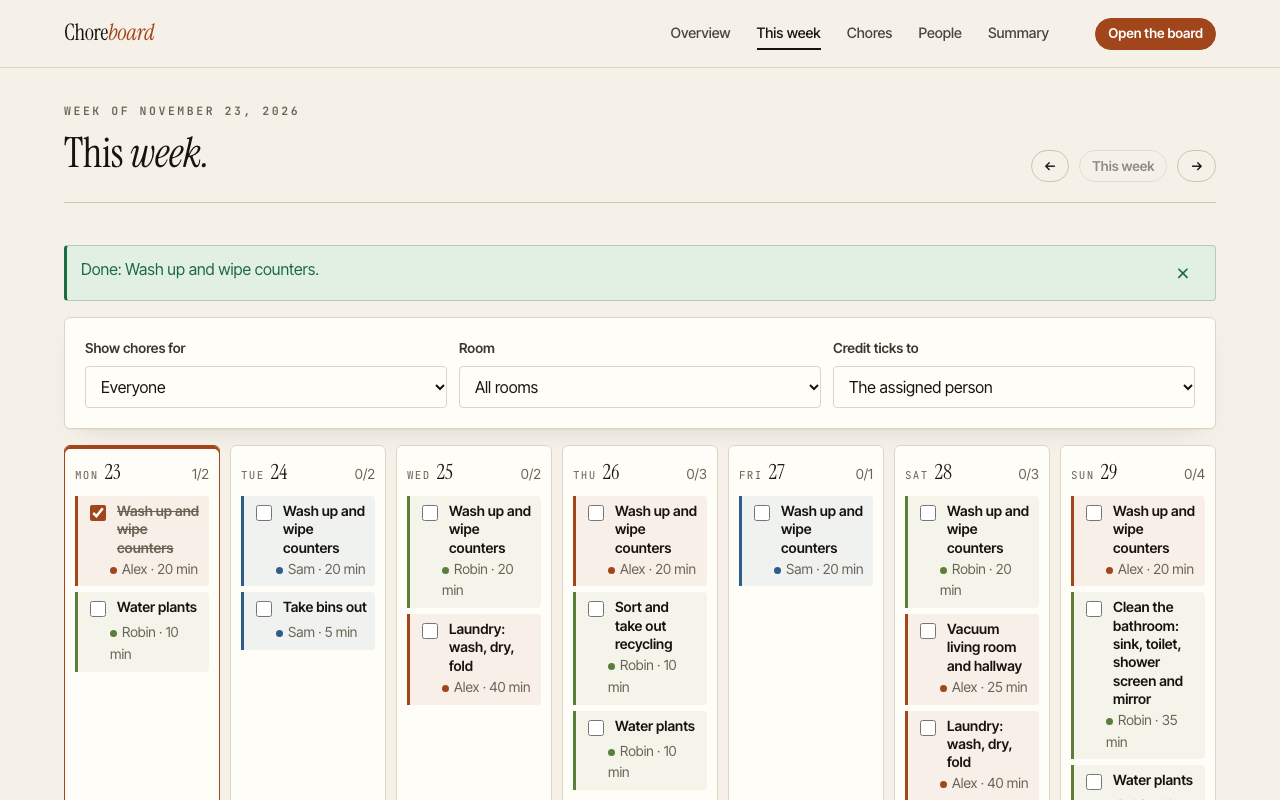 Choreboard
Overview
This week
Chores
People
Summary
Open the board
WEEK OF NOVEMBER 23, 2026
This week.
←
This week
→
Done: Wash up and wipe counters.
×
Show chores for
Everyone
Room
All rooms
Credit ticks to
The assigned person
MON 23
1/2
Wash up and
wipe
counters
Alex · 20 min
Water plants
Robin · 10
min
TUE 24
0/2
Wash up and
wipe
counters
Sam · 20 min
Take bins out
Sam · 5 min
WED 25
0/2
Wash up and
wipe
counters
Robin · 20
min
Laundry:
wash, dry,
fold
Alex · 40 min
THU 26
0/3
Wash up and
wipe
counters
Alex · 20 min
Sort and
take out
recycling
Robin · 10
min
Water plants
Robin · 10
min
FRI 27
0/1
Wash up and
wipe
counters
Sam · 20 min
SAT 28
0/3
Wash up and
wipe
counters
Robin · 20
min
Vacuum
living room
and hallway
Alex · 25 min
Laundry:
wash, dry,
fold
Alex · 40 min
SUN 29
0/4
Wash up and
wipe
counters
Alex · 20 min
Clean the
bathroom:
sink, toilet,
shower
screen and
mirror
Robin · 35
min
Water plants